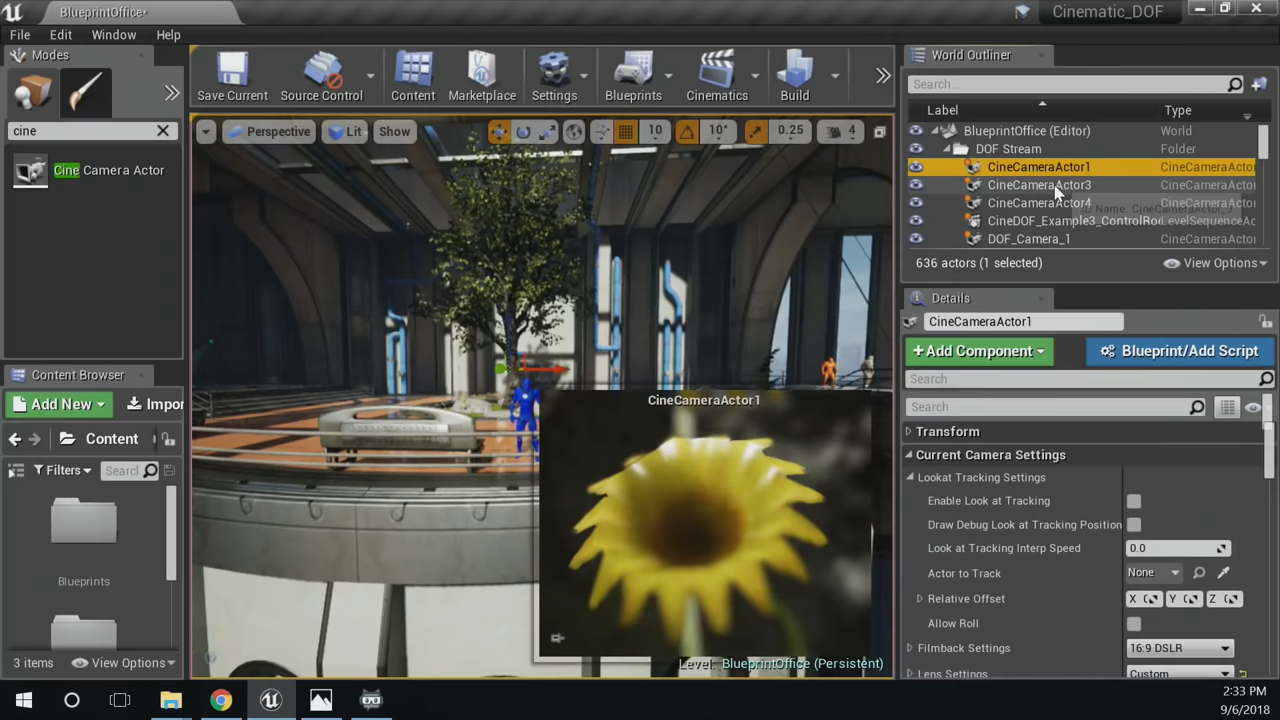 BlueprintOffice*
Cinematic_DOF
File Edit Window Help
Modes
cine
Cine Camera Actor
Save Current
Source Control
Content
Marketplace
Settings
Blueprints
Cinematics
Build
Perspective
Lit
Show
10
10°
0.25
4
World Outliner
Search...
Label
Type
BlueprintOffice (Editor) World
DOF Stream Folder
CineCameraActor1 CineCameraActor
CineCameraActor3 CineCameraActor
CineCameraActor4 CineCameraActor
ID Name: CineCameraActor_3
CineDOF_Example3_ControlRoo LevelSequenceAc
DOF_Camera_1 CineCameraActor
636 actors (1 selected)
View Options
Details
CineCameraActor1
+Add Component
Blueprint/Add Script
Search
Search
Transform
Current Camera Settings
Lookat Tracking Settings
Enable Look at Tracking
Draw Debug Look at Tracking Position
Look at Tracking Interp Speed 0.0
Actor to Track None
Relative Offset X Y Z
Allow Roll
Filmback Settings 16:9 DSLR
Lens Settings Custom
Content Browser
Add New
Impor
Content
Filters
Search
Blueprints
3 items
View Options
CineCameraActor1
Level: BlueprintOffice (Persistent)
2:33 PM
9/6/2018